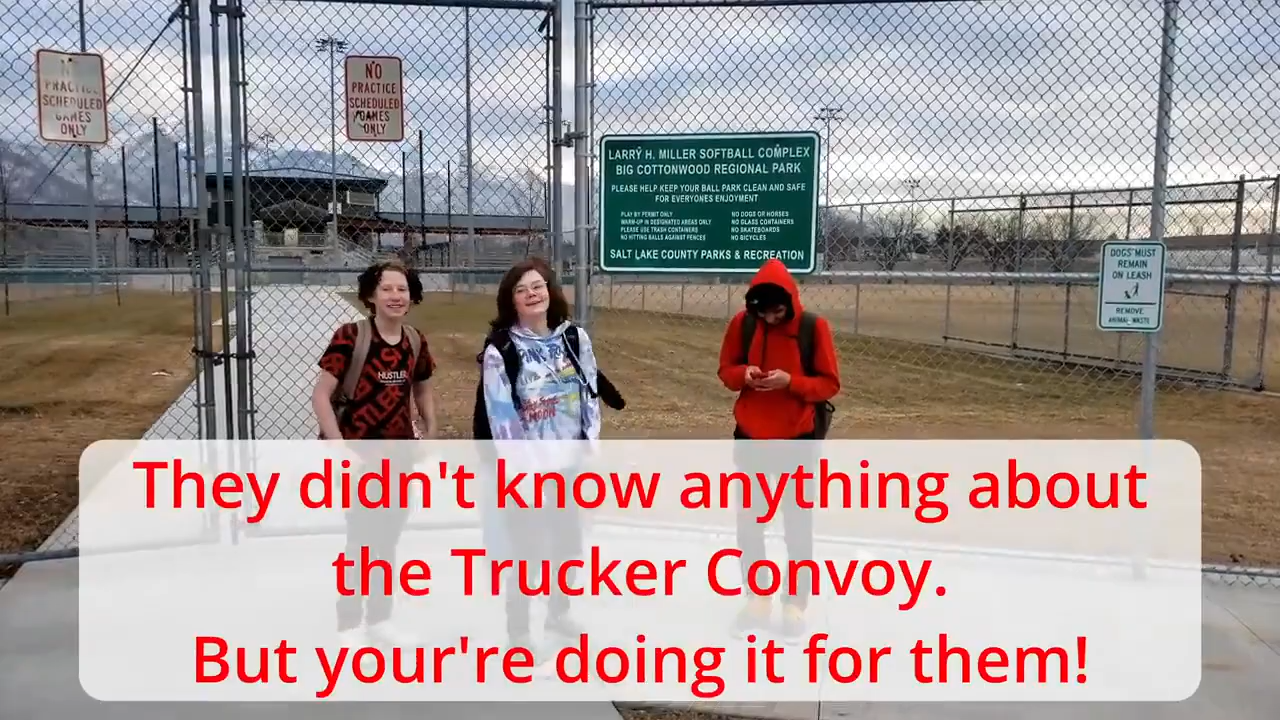 NO
PRACTICE
SCHEDULED
GAMES
ONLY
NO
PRACTICE
SCHEDULED
GAMES
ONLY
LARRY H. MILLER SOFTBALL COMPLEX
BIG COTTONWOOD REGIONAL PARK
PLEASE HELP KEEP YOUR BALL PARK CLEAN AND SAFE
FOR EVERYONES ENJOYMENT
PLAY BY PERMIT ONLY
WARM-UP IN DESIGNATED AREAS ONLY
PLEASE USE TRASH CONTAINERS
NO HITTING BALLS AGAINST FENCES
NO DOGS OR HORSES
NO GLASS CONTAINERS
NO SKATEBOARDS
NO BICYCLES
SALT LAKE COUNTY PARKS & RECREATION
DOGS MUST
REMAIN
ON LEASH
REMOVE
ANIMAL WASTE
HUSTLER
PINK
LIVE
MOON
They didn't know anything about
the Trucker Convoy.
But your're doing it for them!